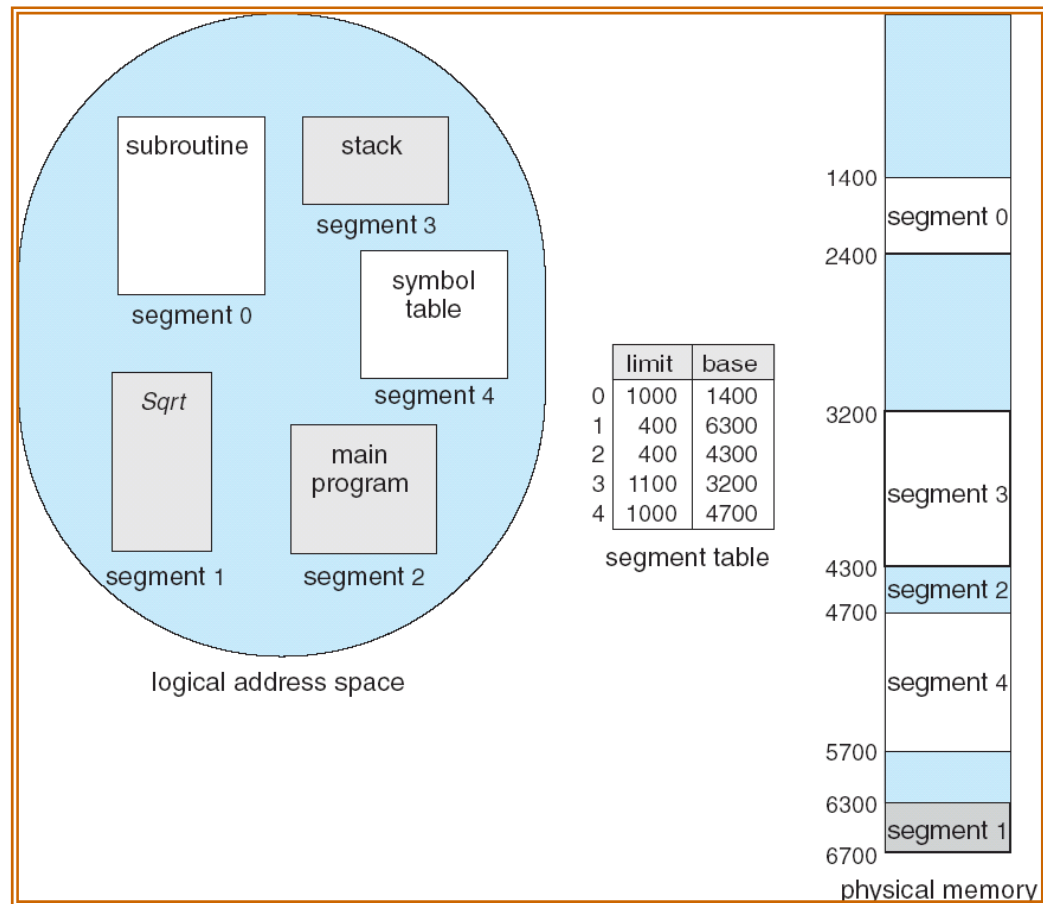 subroutine
segment 0
stack
segment 3
symbol
table
segment 4
Sqrt
segment 1
main
program
segment 2
logical address space
limit base
0 1000 1400
1 400 6300
2 400 4300
3 1100 3200
4 1000 4700
segment table
1400
segment 0
2400
3200
segment 3
4300
segment 2
4700
segment 4
5700
6300
segment 1
6700
physical memory